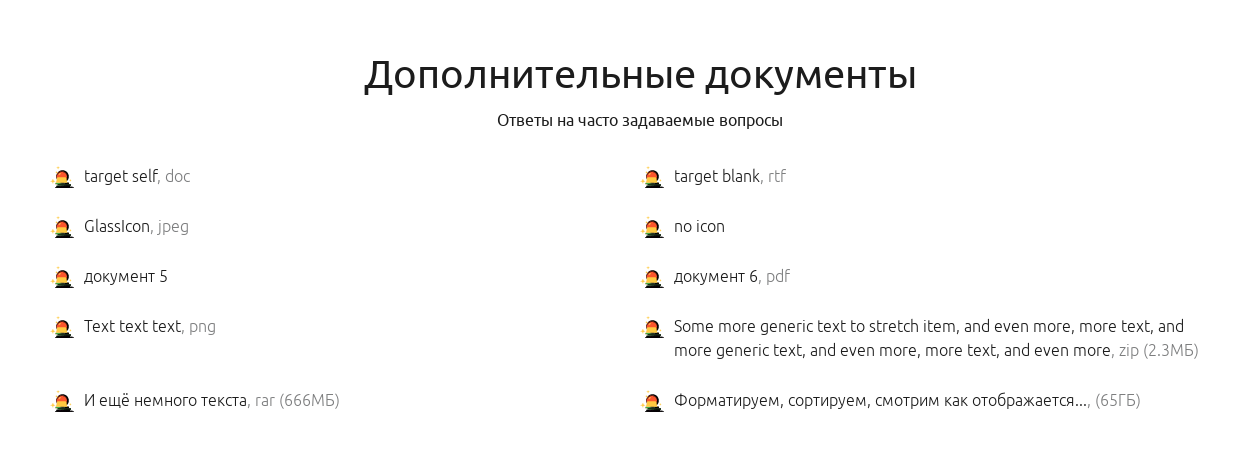 Дополнительные документы
Ответы на часто задаваемые вопросы
target self, doc
target blank, rtf
GlassIcon, jpeg
no icon
документ 5
документ 6, pdf
Text text text, png
Some more generic text to stretch item, and even more, more text, and
more generic text, and even more, more text, and even more, zip (2.3МБ)
И ещё немного текста, rar (666МБ)
Форматируем, сортируем, смотрим как отображается..., (65ГБ)